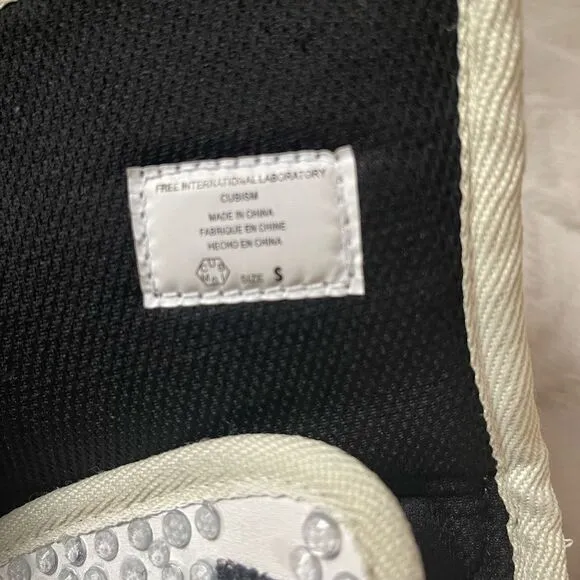 FREE INTERNATIONAL LABORATORY
CUBISM
MADE IN CHINA
FABRIQUE EN CHINE
HECHO EN CHINA
SIZE S